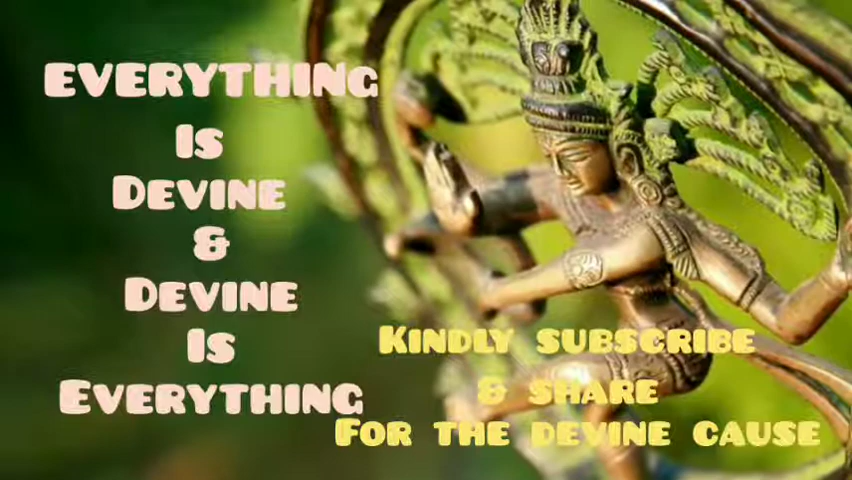 EVERYTHING
Is
Devine
&
Devine
Is
Everything
Kindly subscribe
& share
For the devine cause